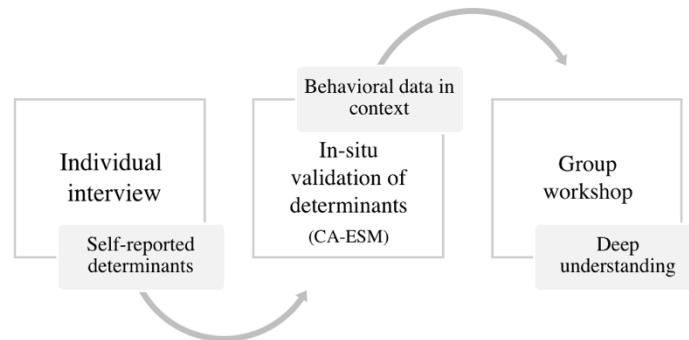 Individual
interview
Self-reported
determinants
Behavioral data in
context
In-situ
validation of
determinants
(CA-ESM)
Group
workshop
Deep
understanding